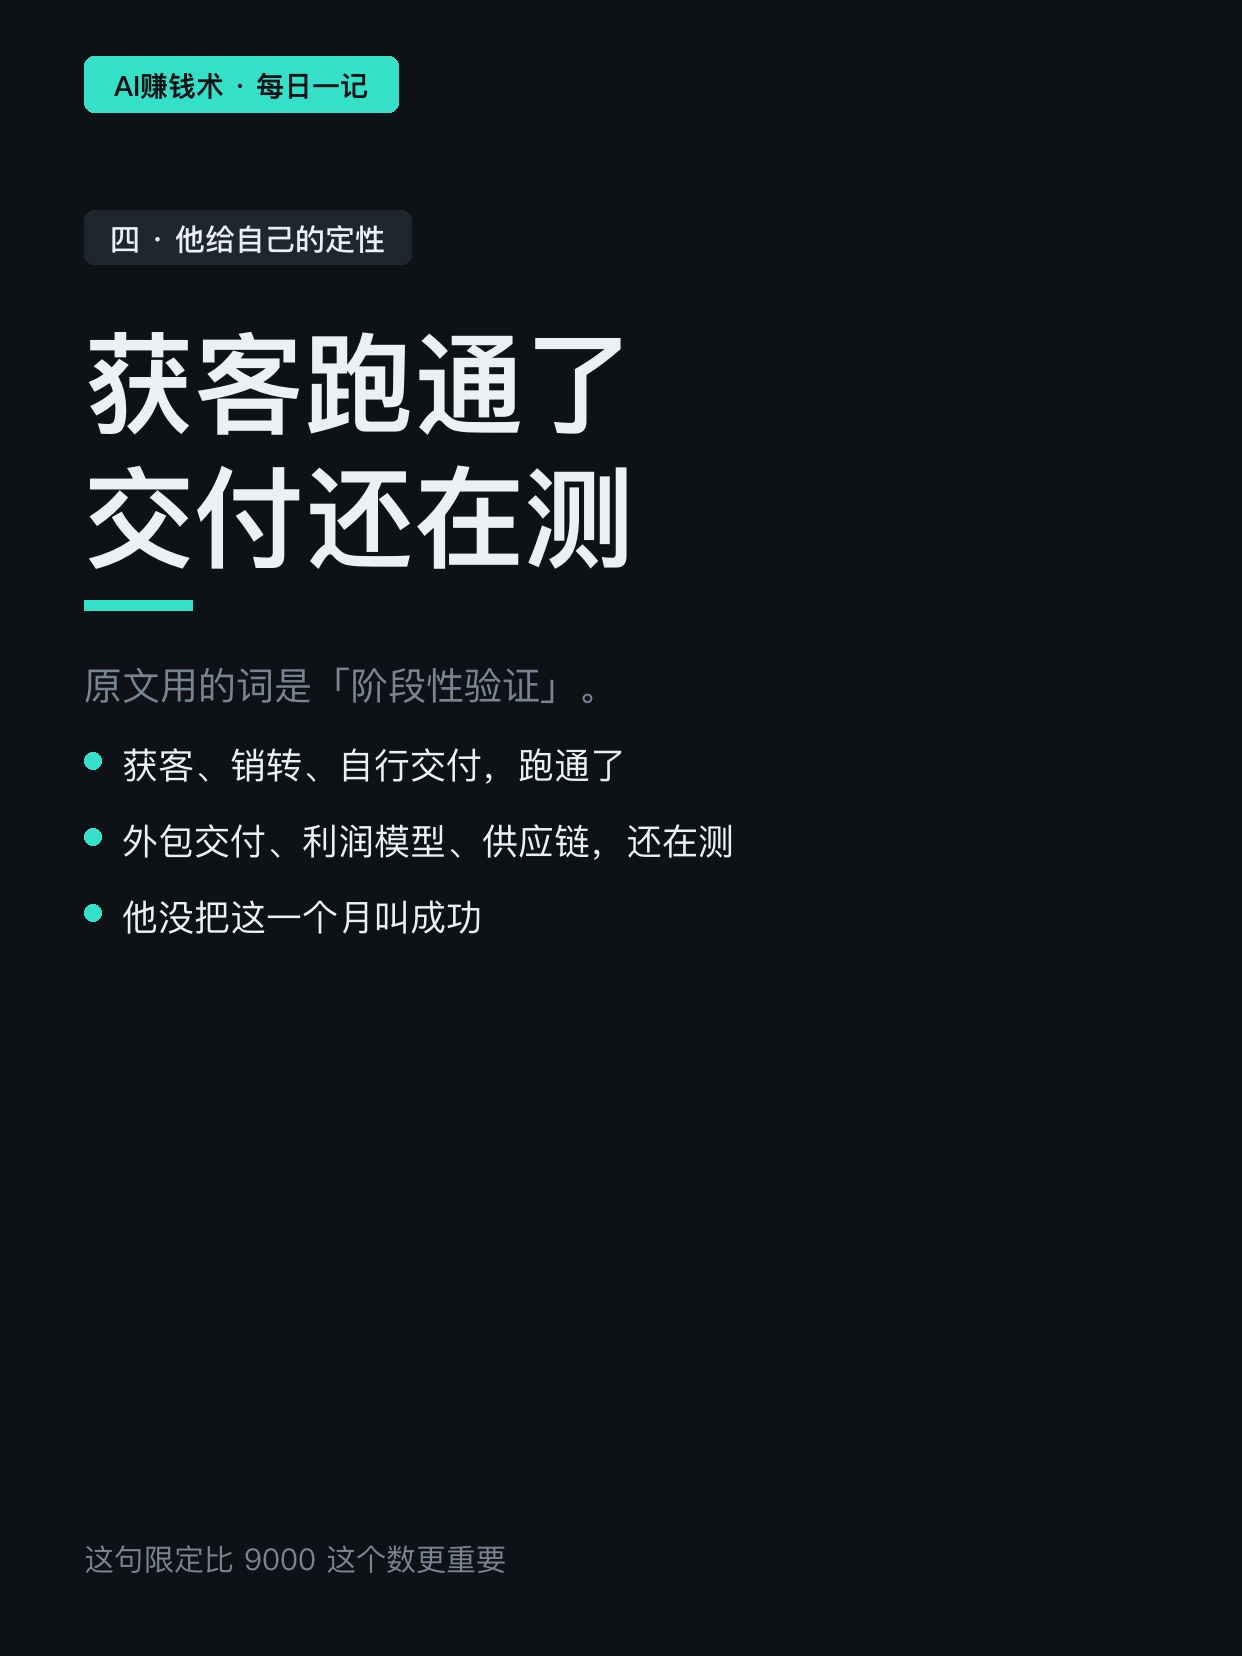 AI赚钱术 · 每日一记
四 · 他给自己的定性
获客跑通了
交付还在测
原文用的词是「阶段性验证」。
获客、销转、自行交付，跑通了
外包交付、利润模型、供应链，还在测
他没把这一个月叫成功
这句限定比 9000 这个数更重要